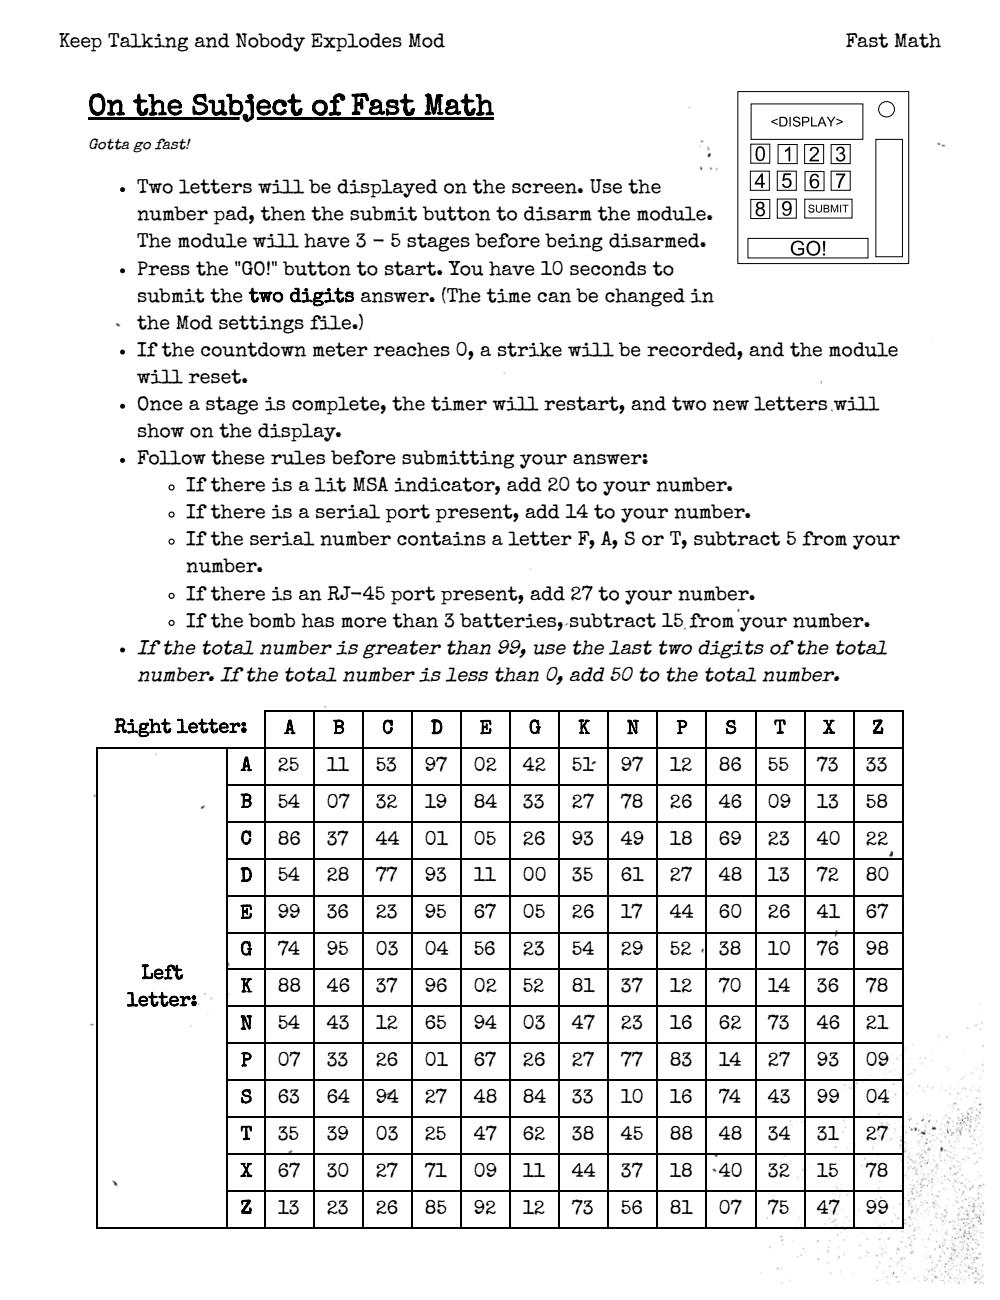 Keep Talking and Nobody Explodes Mod Fast Math
On the Subject of Fast Math
Gotta go fast!
<DISPLAY>
0 1 2 3
4 5 6 7
8 9 SUBMIT
GO!
• Two letters will be displayed on the screen. Use the
number pad, then the submit button to disarm the module.
The module will have 3 – 5 stages before being disarmed.
• Press the "GO!" button to start. You have 10 seconds to
submit the two digits answer. (The time can be changed in
the Mod settings file.)
• If the countdown meter reaches 0, a strike will be recorded, and the module
will reset.
• Once a stage is complete, the timer will restart, and two new letters will
show on the display.
• Follow these rules before submitting your answer:
◦ If there is a lit MSA indicator, add 20 to your number.
◦ If there is a serial port present, add 14 to your number.
◦ If the serial number contains a letter F, A, S or T, subtract 5 from your
number.
◦ If there is an RJ-45 port present, add 27 to your number.
◦ If the bomb has more than 3 batteries, subtract 15 from your number.
• If the total number is greater than 99, use the last two digits of the total
number. If the total number is less than 0, add 50 to the total number.
Right letter: A B C D E G K N P S T X Z
Left
letter:
A 25 11 53 97 02 42 51 97 12 86 55 73 33
B 54 07 32 19 84 33 27 78 26 46 09 13 58
C 86 37 44 01 05 26 93 49 18 69 23 40 22
D 54 28 77 93 11 00 35 61 27 48 13 72 80
E 99 36 23 95 67 05 26 17 44 60 26 41 67
G 74 95 03 04 56 23 54 29 52 38 10 76 98
K 88 46 37 96 02 52 81 37 12 70 14 36 78
N 54 43 12 65 94 03 47 23 16 62 73 46 21
P 07 33 26 01 67 26 27 77 83 14 27 93 09
S 63 64 94 27 48 84 33 10 16 74 43 99 04
T 35 39 03 25 47 62 38 45 88 48 34 31 27
X 67 30 27 71 09 11 44 37 18 40 32 15 78
Z 13 23 26 85 92 12 73 56 81 07 75 47 99